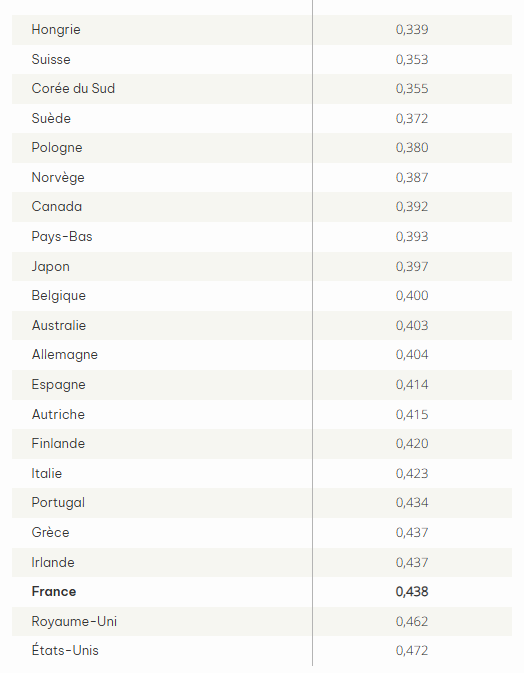 Hongrie 0,339
Suisse 0,353
Corée du Sud 0,355
Suède 0,372
Pologne 0,380
Norvège 0,387
Canada 0,392
Pays-Bas 0,393
Japon 0,397
Belgique 0,400
Australie 0,403
Allemagne 0,404
Espagne 0,414
Autriche 0,415
Finlande 0,420
Italie 0,423
Portugal 0,434
Grèce 0,437
Irlande 0,437
France 0,438
Royaume-Uni 0,462
États-Unis 0,472